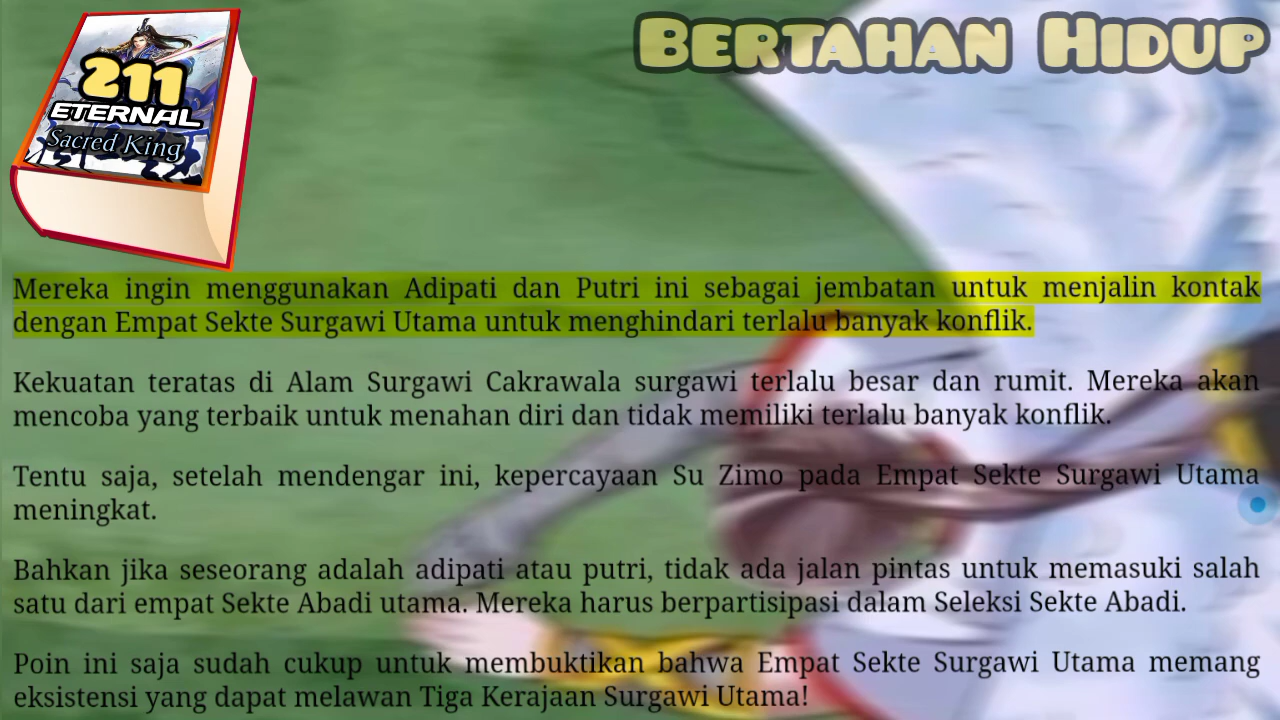 211
ETERNAL
Sacred King
BERTAHAN HIDUP
Mereka ingin menggunakan Adipati dan Putri ini sebagai jembatan untuk menjalin kontak
dengan Empat Sekte Surgawi Utama untuk menghindari terlalu banyak konflik.
Kekuatan teratas di Alam Surgawi Cakrawala surgawi terlalu besar dan rumit. Mereka akan
mencoba yang terbaik untuk menahan diri dan tidak memiliki terlalu banyak konflik.
Tentu saja, setelah mendengar ini, kepercayaan Su Zimo pada Empat Sekte Surgawi Utama
meningkat.
Bahkan jika seseorang adalah adipati atau putri, tidak ada jalan pintas untuk memasuki salah
satu dari empat Sekte Abadi utama. Mereka harus berpartisipasi dalam Seleksi Sekte Abadi.
Poin ini saja sudah cukup untuk membuktikan bahwa Empat Sekte Surgawi Utama memang
eksistensi yang dapat melawan Tiga Kerajaan Surgawi Utama!